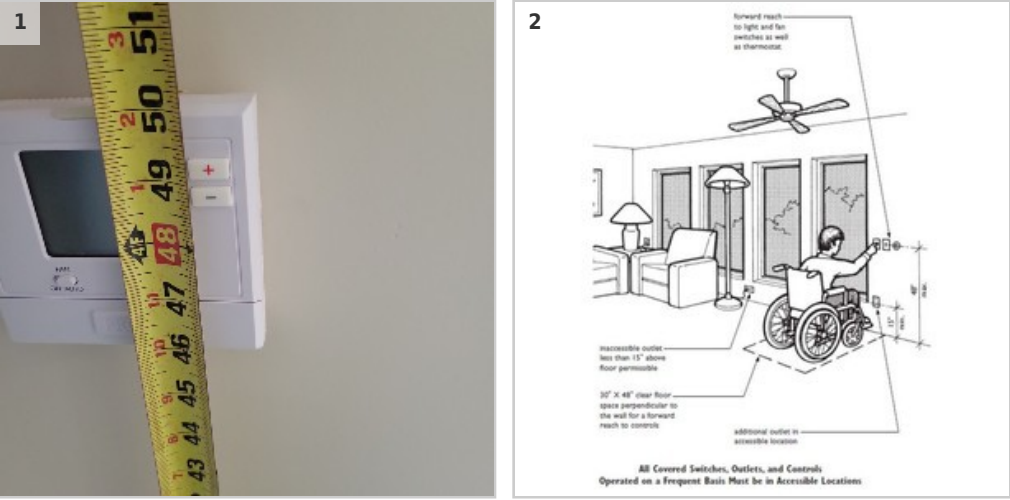 1
3
51
2
50
+
49
1
-
4F
48
11
47
10
46
9
45
8
44
7
43
2
forward reach
to light and fan
switches as well
as thermostat
48"
max.
15"
min.
inaccessible outlet
less than 15" above
floor permissible
30" X 48" clear floor
space perpendicular to
the wall for a forward
reach to controls
additional outlet in
accessible location
All Covered Switches, Outlets, and Controls
Operated on a Frequent Basis Must be in Accessible Locations